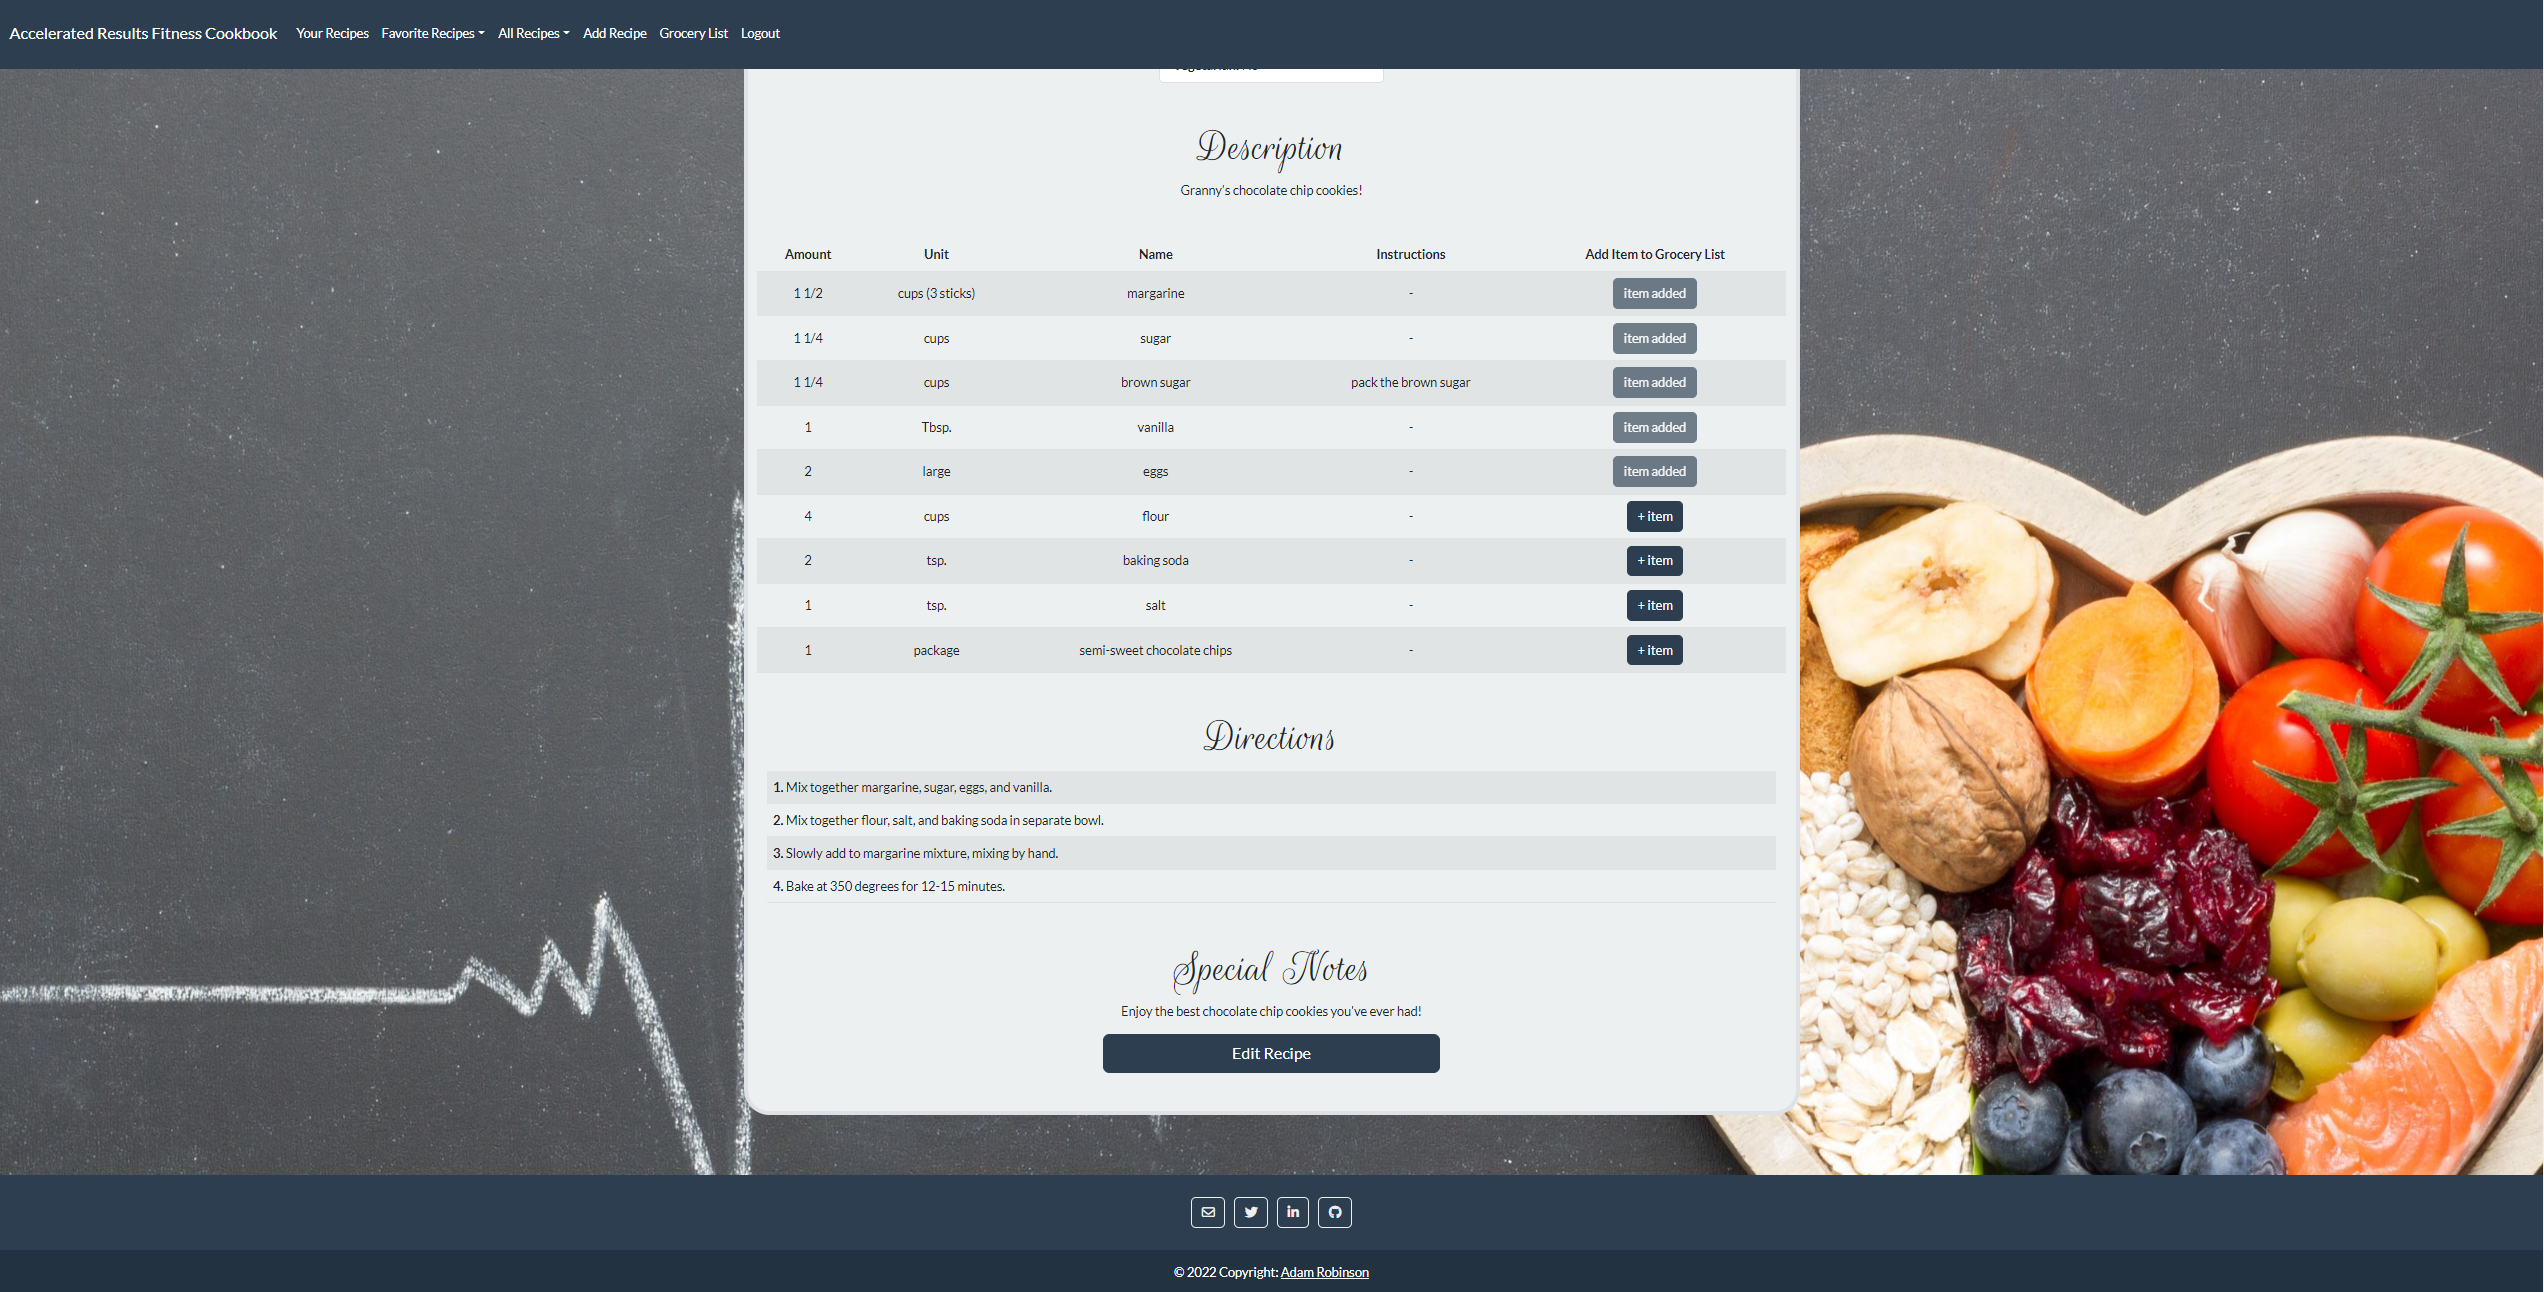 Accelerated Results Fitness Cookbook Your Recipes Favorite Recipes All Recipes Add Recipe Grocery List Logout
Description
Granny's chocolate chip cookies!
Amount Unit Name Instructions Add Item to Grocery List
1 1/2 cups (3 sticks) margarine - item added
1 1/4 cups sugar - item added
1 1/4 cups brown sugar pack the brown sugar item added
1 Tbsp. vanilla - item added
2 large eggs - item added
4 cups flour - + item
2 tsp. baking soda - + item
1 tsp. salt - + item
1 package semi-sweet chocolate chips - + item
Directions
1. Mix together margarine, sugar, eggs, and vanilla.
2. Mix together flour, salt, and baking soda in separate bowl.
3. Slowly add to margarine mixture, mixing by hand.
4. Bake at 350 degrees for 12-15 minutes.
Special Notes
Enjoy the best chocolate chip cookies you've ever had!
Edit Recipe
© 2022 Copyright: Adam Robinson